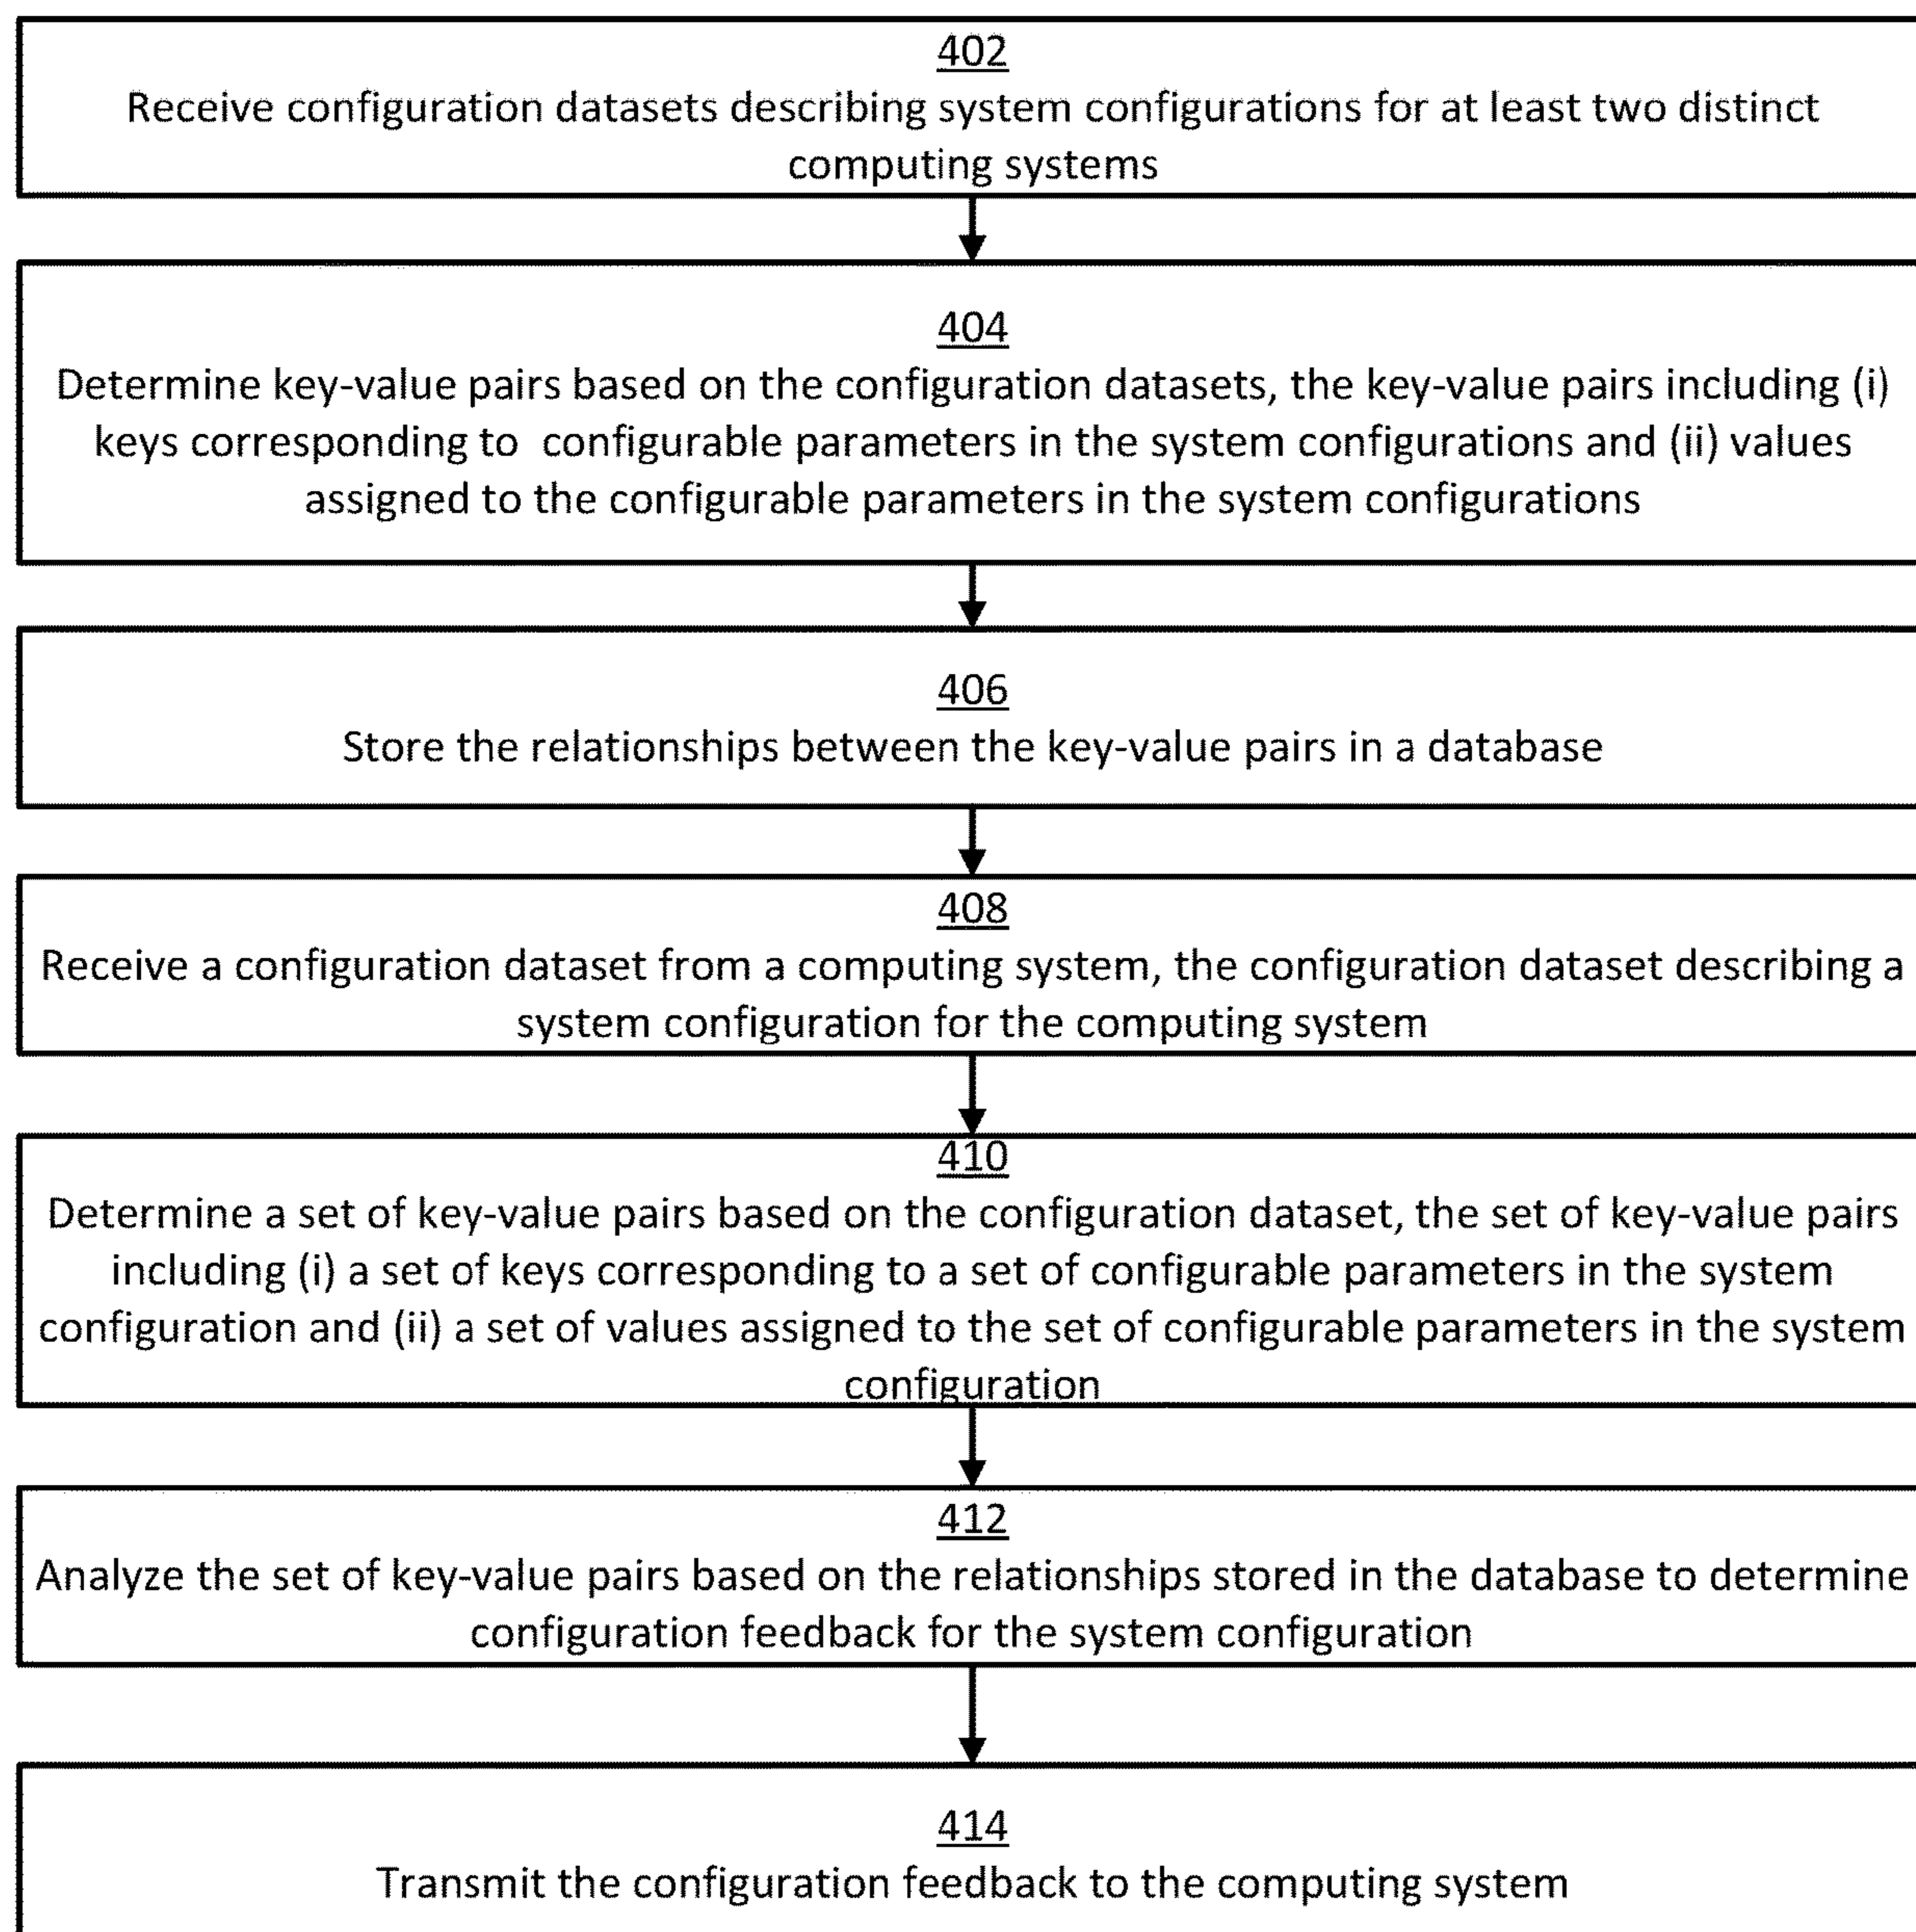 402
Receive configuration datasets describing system configurations for at least two distinct
computing systems
404
Determine key-value pairs based on the configuration datasets, the key-value pairs including (i)
keys corresponding to  configurable parameters in the system configurations and (ii) values
assigned to the configurable parameters in the system configurations
406
Store the relationships between the key-value pairs in a database
408
Receive a configuration dataset from a computing system, the configuration dataset describing a
system configuration for the computing system
410
Determine a set of key-value pairs based on the configuration dataset, the set of key-value pairs
including (i) a set of keys corresponding to a set of configurable parameters in the system
configuration and (ii) a set of values assigned to the set of configurable parameters in the system
configuration
412
Analyze the set of key-value pairs based on the relationships stored in the database to determine
configuration feedback for the system configuration
414
Transmit the configuration feedback to the computing system